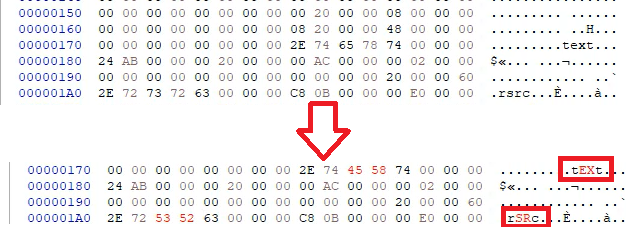 00000150 00 00 00 00 00 00 00 00 00 20 00 00 08 00 00 00 ......... ......
00000160 00 00 00 00 00 00 00 00 08 20 00 00 48 00 00 00 ......... ..H...
00000170 00 00 00 00 00 00 00 00 2E 74 65 78 74 00 00 00 .........text...
00000180 24 AB 00 00 00 20 00 00 00 AC 00 00 00 02 00 00 $«... ...¬......
00000190 00 00 00 00 00 00 00 00 00 00 00 00 20 00 00 60 ............ ..`
000001A0 2E 72 73 72 63 00 00 00 C8 0B 00 00 00 E0 00 00 .rsrc...È....à..
00000170 00 00 00 00 00 00 00 00 2E 74 45 58 74 00 00 00 .........tEXt...
00000180 24 AB 00 00 00 20 00 00 00 AC 00 00 00 02 00 00 $«... ...¬......
00000190 00 00 00 00 00 00 00 00 00 00 00 00 20 00 00 60 ............ ..`
000001A0 2E 72 53 52 63 00 00 00 C8 0B 00 00 00 E0 00 00 .rSRc...È....à..